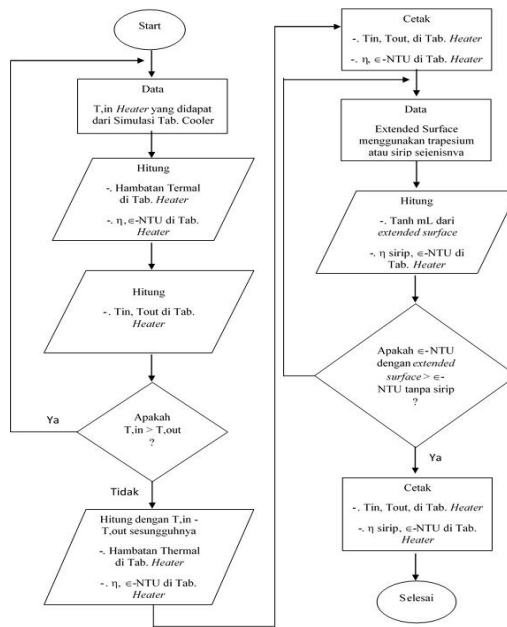 Start
Data
T,in Heater yang didapat
dari Simulasi Tab. Cooler
Hitung
-. Hambatan Termal
di Tab. Heater
-. η, ∈-NTU di Tab.
Heater
Hitung
-. Tin, Tout di Tab.
Heater
Ya
Apakah
T,in > T,out
?
Tidak
Hitung dengan T,in -
T,out sesungguhnya
-. Hambatan Thermal
di Tab. Heater
-. η, ∈-NTU di Tab.
Heater
Cetak
-. Tin, Tout, di Tab. Heater
-. η, ∈-NTU di Tab. Heater
Data
Extended Surface
menggunakan trapesium
atau sirip sejenisnya
Hitung
-. Tanh mL dari
extended surface
-. η sirip, ∈-NTU di
Tab. Heater
Apakah ∈-NTU
dengan extended
surface > ∈-
NTU tanpa sirip
?
Ya
Cetak
-. Tin, Tout, di Tab. Heater
-. η sirip, ∈-NTU di Tab.
Heater
Selesai